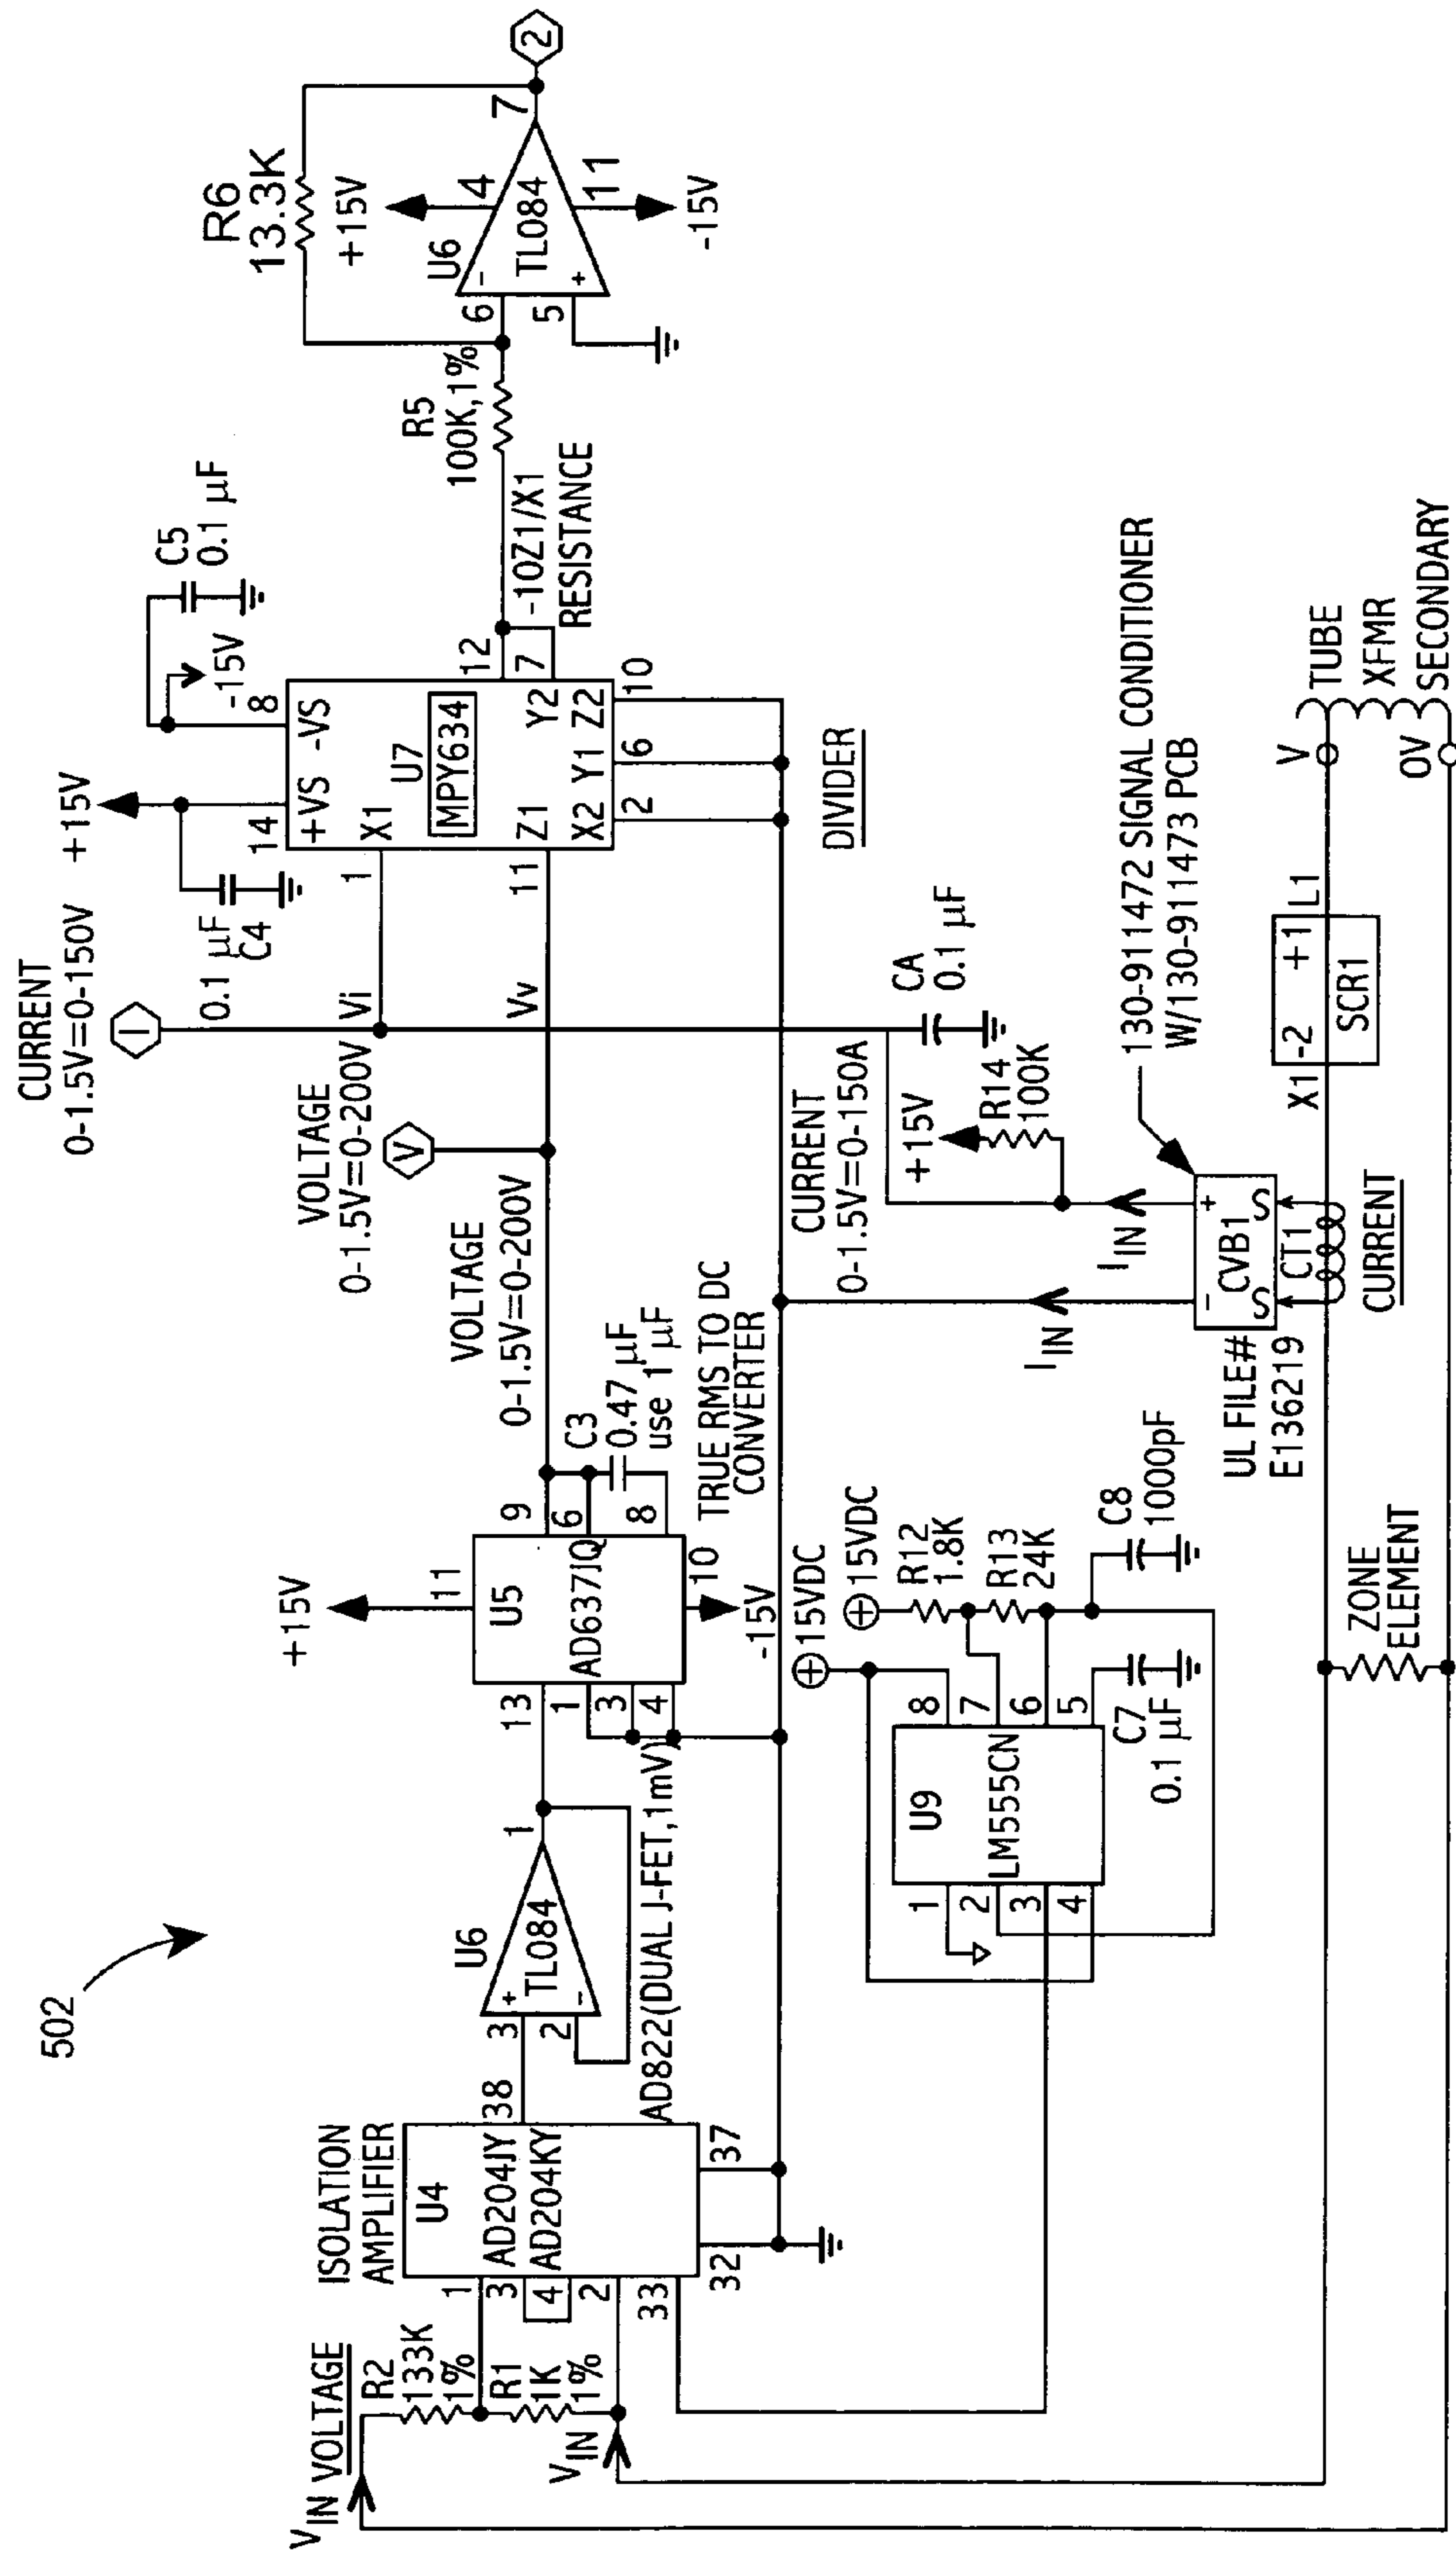 502
CURRENT
0-1.5V=0-150V
+15V
I
0.1 µF
C4
Vi
VOLTAGE
0-1.5V=0-200V
V
Vv
VOLTAGE
0-1.5V=0-200V
14
+VS
8
-VS
-15V
C5
0.1 µF
1
X1
U7
MPY634
11
Z1
X2
Y1
Z2
Y2
2
6
10
12
7
DIVIDER
-10Z1/X1
RESISTANCE
R5
100K,1%
R6
13.3K
+15V
U6
6
-
TL084
5
+
4
11
-15V
7
2
VIN
VOLTAGE
R2
133K
1%
R1
1K
1%
VIN
ISOLATION
AMPLIFIER
U4
AD204JY
AD204KY
1
3
4
2
33
32
37
38
AD822(DUAL J-FET,1mV)
U6
3
+
TL084
2
-
1
+15V
11
13
1
3
4
U5
AD637JQ
9
6
8
10
-15V
C3
0.47 µF
use 1 µF
TRUE RMS TO DC
CONVERTER
15VDC
15VDC
R12
1.8K
R13
24K
C8
1000pF
U9
LM555CN
1
2
3
4
8
7
6
5
C7
0.1 µF
CURRENT
0-1.5V=0-150A
+15V
R14
100K
CA
0.1 µF
IIN
IIN
130-911472 SIGNAL CONDITIONER
W/130-911473 PCB
-
+
CVB1
S
S
CT1
CURRENT
UL FILE#
E136219
ZONE
ELEMENT
X1
-2
+1
L1
SCR1
V
0V
TUBE
XFMR
SECONDARY